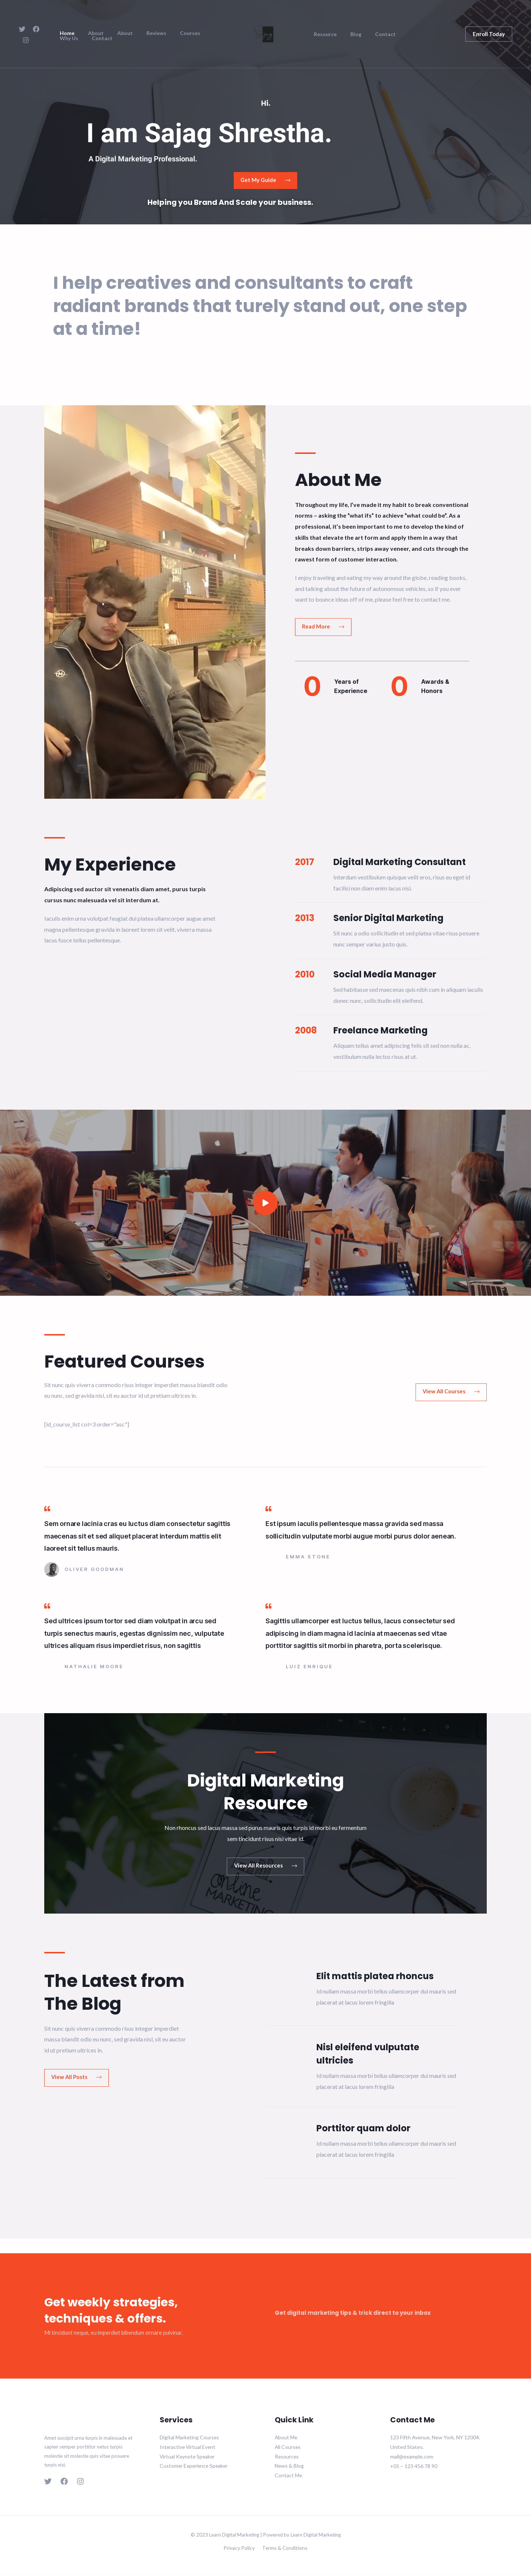 Home
About
About
Reviews
Courses
Why Us
Contact
Resource
Blog
Contact
Enroll Today
Hi.
I am Sajag Shrestha.
A Digital Marketing Professional.
Get My Guide
Helping you Brand And Scale your business.
I help creatives and consultants to craft
radiant brands that turely stand out, one step
at a time!
About Me
Throughout my life, I've made it my habit to break conventional
norms – asking the "what ifs" to achieve "what could be". As a
professional, it's been important to me to develop the kind of
skills that elevate the art form and apply them in a way that
breaks down barriers, strips away veneer, and cuts through the
rawest form of customer interaction.
I enjoy traveling and eating my way around the globe, reading books,
and talking about the future of autonomous vehicles, so if you ever
want to bounce ideas off of me, please feel free to contact me.
Read More
0 Years of
Experience
0 Awards &
Honors
My Experience
Adipiscing sed auctor sit venenatis diam amet, purus turpis
cursus nunc malesuada vel sit interdum at.
Iaculis enim urna volutpat feugiat dui platea ullamcorper augue amet
magna pellentesque gravida in laoreet lorem sit velit, viverra massa
lacus fusce tellus pellentesque.
2017 Digital Marketing Consultant
Interdum vestibulum quisque velit eros, risus eu eget id
facilisi non diam enim lacus nisi.
2013 Senior Digital Marketing
Sit nunc a odio sollicitudin et sed platea vitae risus posuere
nunc semper varius justo quis.
2010 Social Media Manager
Sed habitasse sed maecenas quis nibh cum in aliquam iaculis
donec nunc, sollicitudin elit eleifend.
2008 Freelance Marketing
Aliquam tellus amet adipiscing felis sit sed non nulla ac,
vestibulum nulla lectus risus at ut.
Featured Courses
Sit nunc quis viverra commodo risus integer imperdiet massa blandit odio
eu nunc, sed gravida nisl, sit eu auctor id ut pretium ultrices in.
View All Courses
[ld_course_list col=3 order="asc"]
Sem ornare lacinia cras eu luctus diam consectetur sagittis
maecenas sit et sed aliquet placerat interdum mattis elit
laoreet sit tellus mauris.
OLIVER GOODMAN
Est ipsum iaculis pellentesque massa gravida sed massa
sollicitudin vulputate morbi augue morbi purus dolor aenean.
EMMA STONE
Sed ultrices ipsum tortor sed diam volutpat in arcu sed
turpis senectus mauris, egestas dignissim nec, vulputate
ultrices aliquam risus imperdiet risus, non sagittis
NATHALIE MOORE
Sagittis ullamcorper est luctus tellus, lacus consectetur sed
adipiscing in diam magna id lacinia at maecenas sed vitae
porttitor sagittis sit morbi in pharetra, porta scelerisque.
LUIZ ENRIQUE
Digital Marketing
Resource
Non rhoncus sed lacus massa sed purus mauris quis turpis id morbi eu fermentum
sem tincidunt risus nisi vitae id.
View All Resources
The Latest from
The Blog
Sit nunc quis viverra commodo risus integer imperdiet
massa blandit odio eu nunc, sed gravida nisl, sit eu auctor
id ut pretium ultrices in.
View All Posts
Elit mattis platea rhoncus
Id nullam massa morbi tellus ullamcorper dui mauris sed
placerat at lacus lorem fringilla
Nisl eleifend vulputate
ultricies
Id nullam massa morbi tellus ullamcorper dui mauris sed
placerat at lacus lorem fringilla
Porttitor quam dolor
Id nullam massa morbi tellus ullamcorper dui mauris sed
placerat at lacus lorem fringilla
Get weekly strategies,
techniques & offers.
Mi tincidunt neque, eu imperdiet bibendum ornare pulvinar.
Get digital marketing tips & trick direct to your inbox
Amet suscipit urna turpis in malesuada et
sapien semper porttitor netus turpis
molestie sit molestie quis vitae posuere
turpis nisi.
Services
Digital Marketing Courses
Interactive Virtual Event
Virtual Keynote Speaker
Customer Experience Speaker
Quick Link
About Me
All Courses
Resources
News & Blog
Contact Me
Contact Me
123 Fifth Avenue, New York, NY 12004.
United States.
mail@example.com
+05 – 123 456 78 90
© 2023 Learn Digital Marketing | Powered by Learn Digital Marketing
Privacy Policy
Terms & Conditions